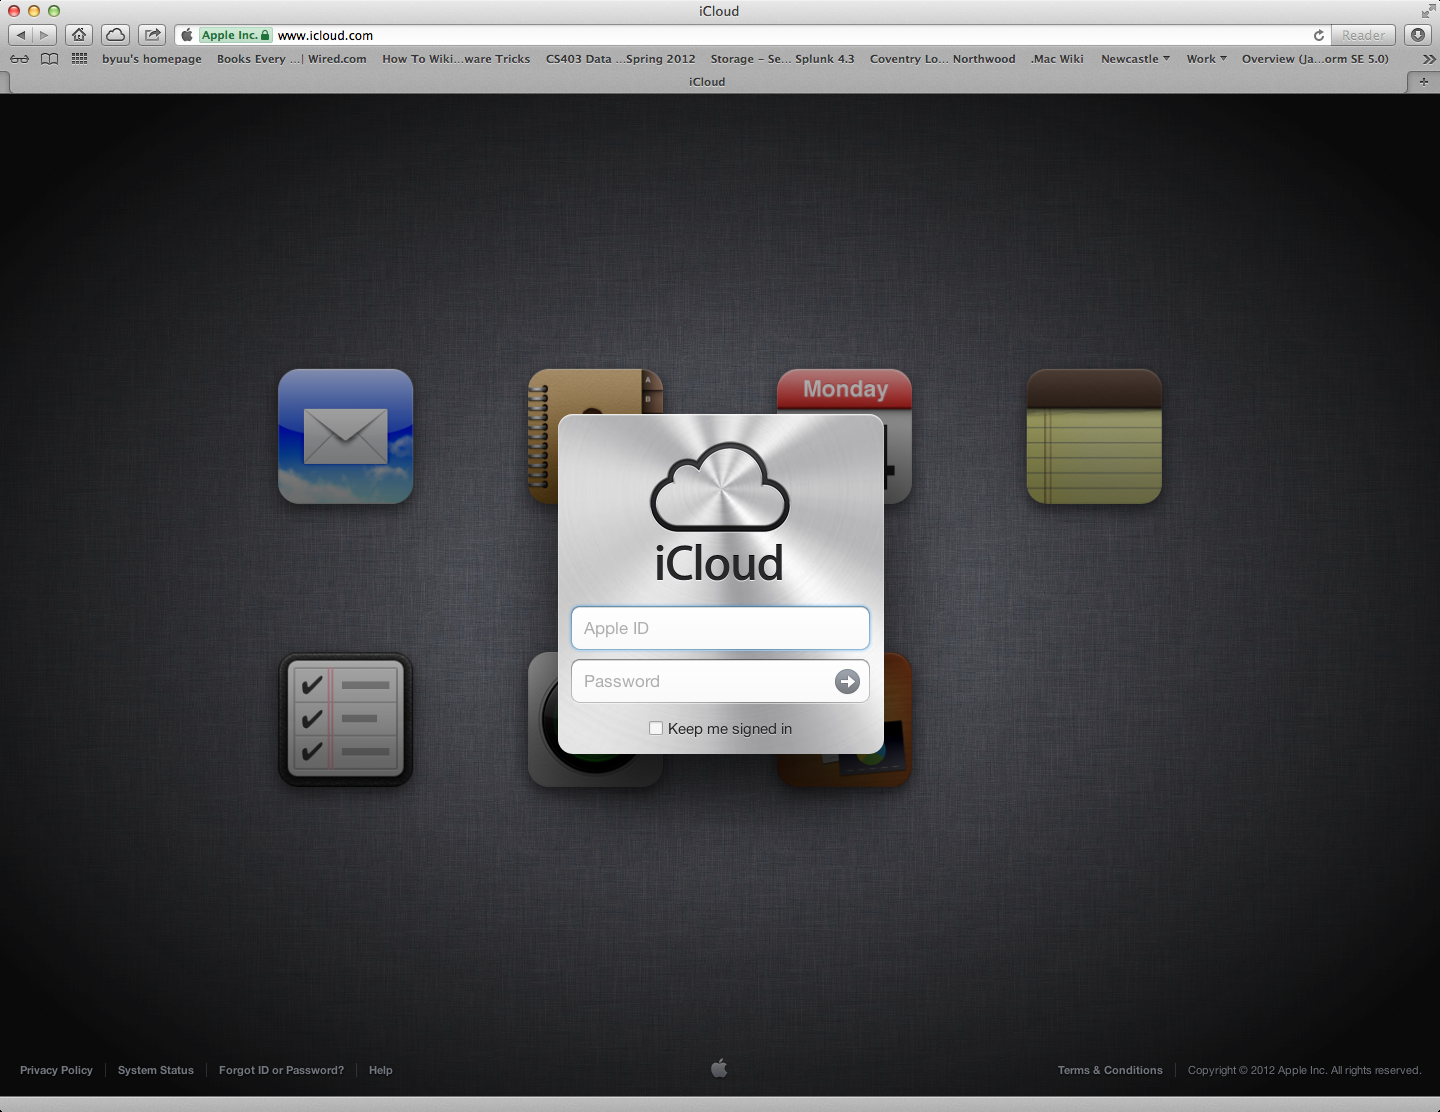 iCloud
Apple Inc. www.icloud.com Reader
byuu's homepage Books Every ...| Wired.com How To Wiki...ware Tricks CS403 Data ...Spring 2012 Storage – Se... Splunk 4.3 Coventry Lo... Northwood .Mac Wiki Newcastle Work Overview (Ja...orm SE 5.0)
iCloud
A
B
Monday
iCloud
Apple ID
Password
Keep me signed in
Privacy Policy System Status Forgot ID or Password? Help
Terms & Conditions Copyright © 2012 Apple Inc. All rights reserved.